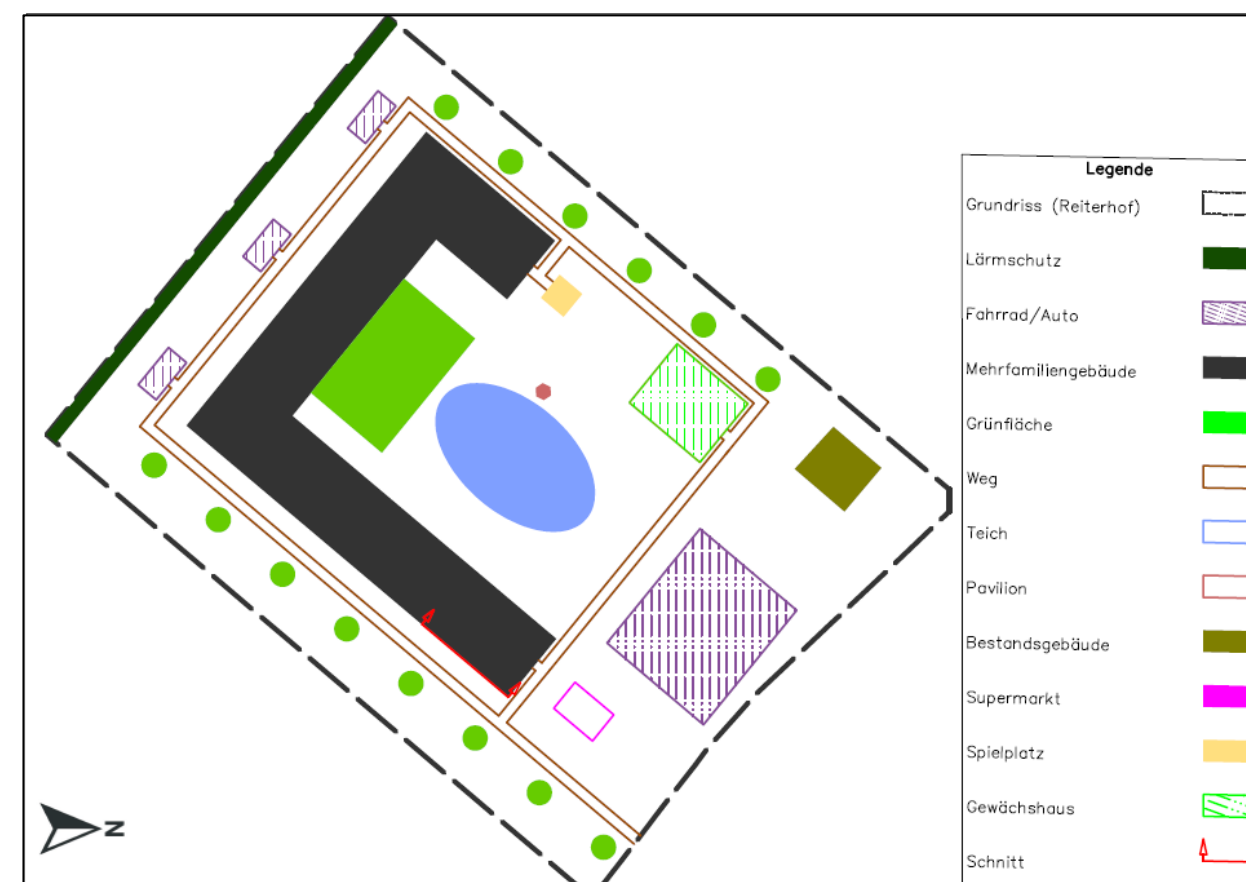 Legende
Grundriss (Reiterhof)
Lärmschutz
Fahrrad/Auto
Mehrfamiliengebäude
Grünfläche
Weg
Teich
Pavilion
Bestandsgebäude
Supermarkt
Spielplatz
Gewächshaus
Schnitt
N